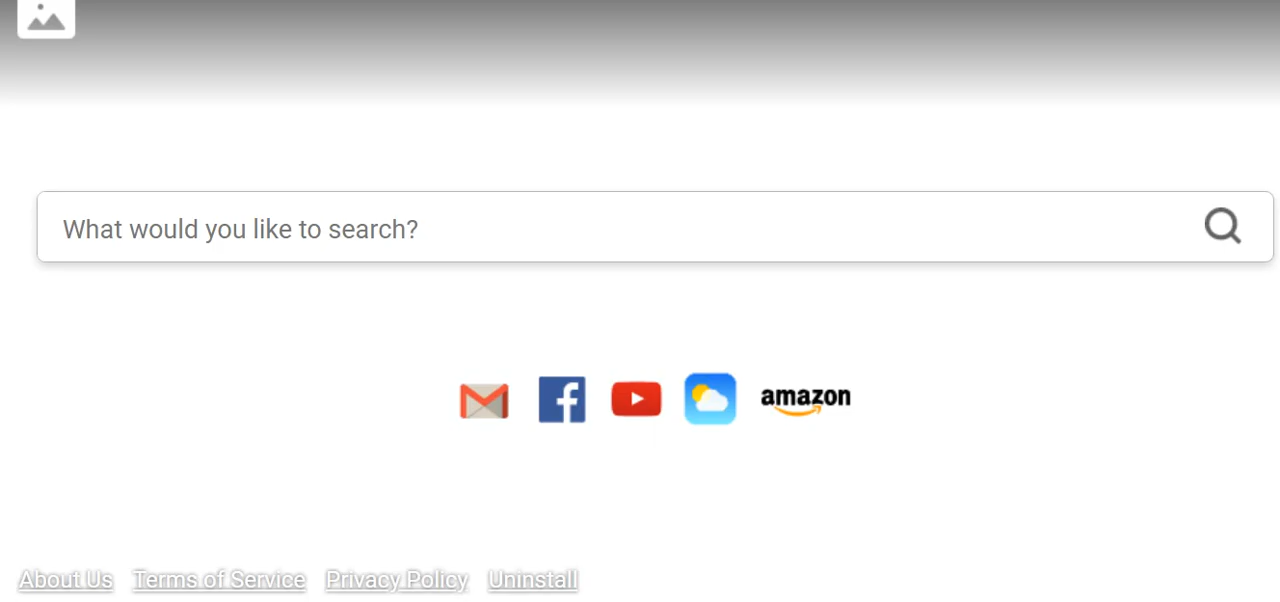 What would you like to search?
amazon
About Us Terms of Service Privacy Policy Uninstall